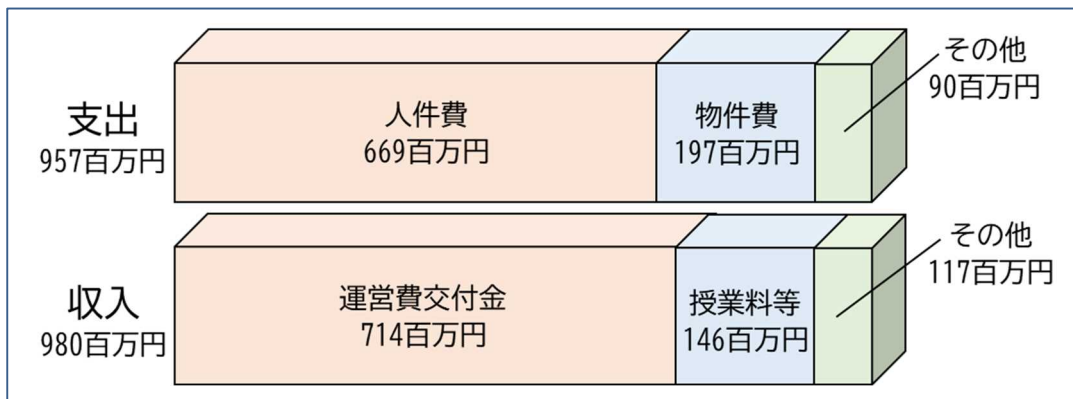 支出
957百万円
人件費
669百万円
物件費
197百万円
その他
90百万円
収入
980百万円
運営費交付金
714百万円
授業料等
146百万円
その他
117百万円